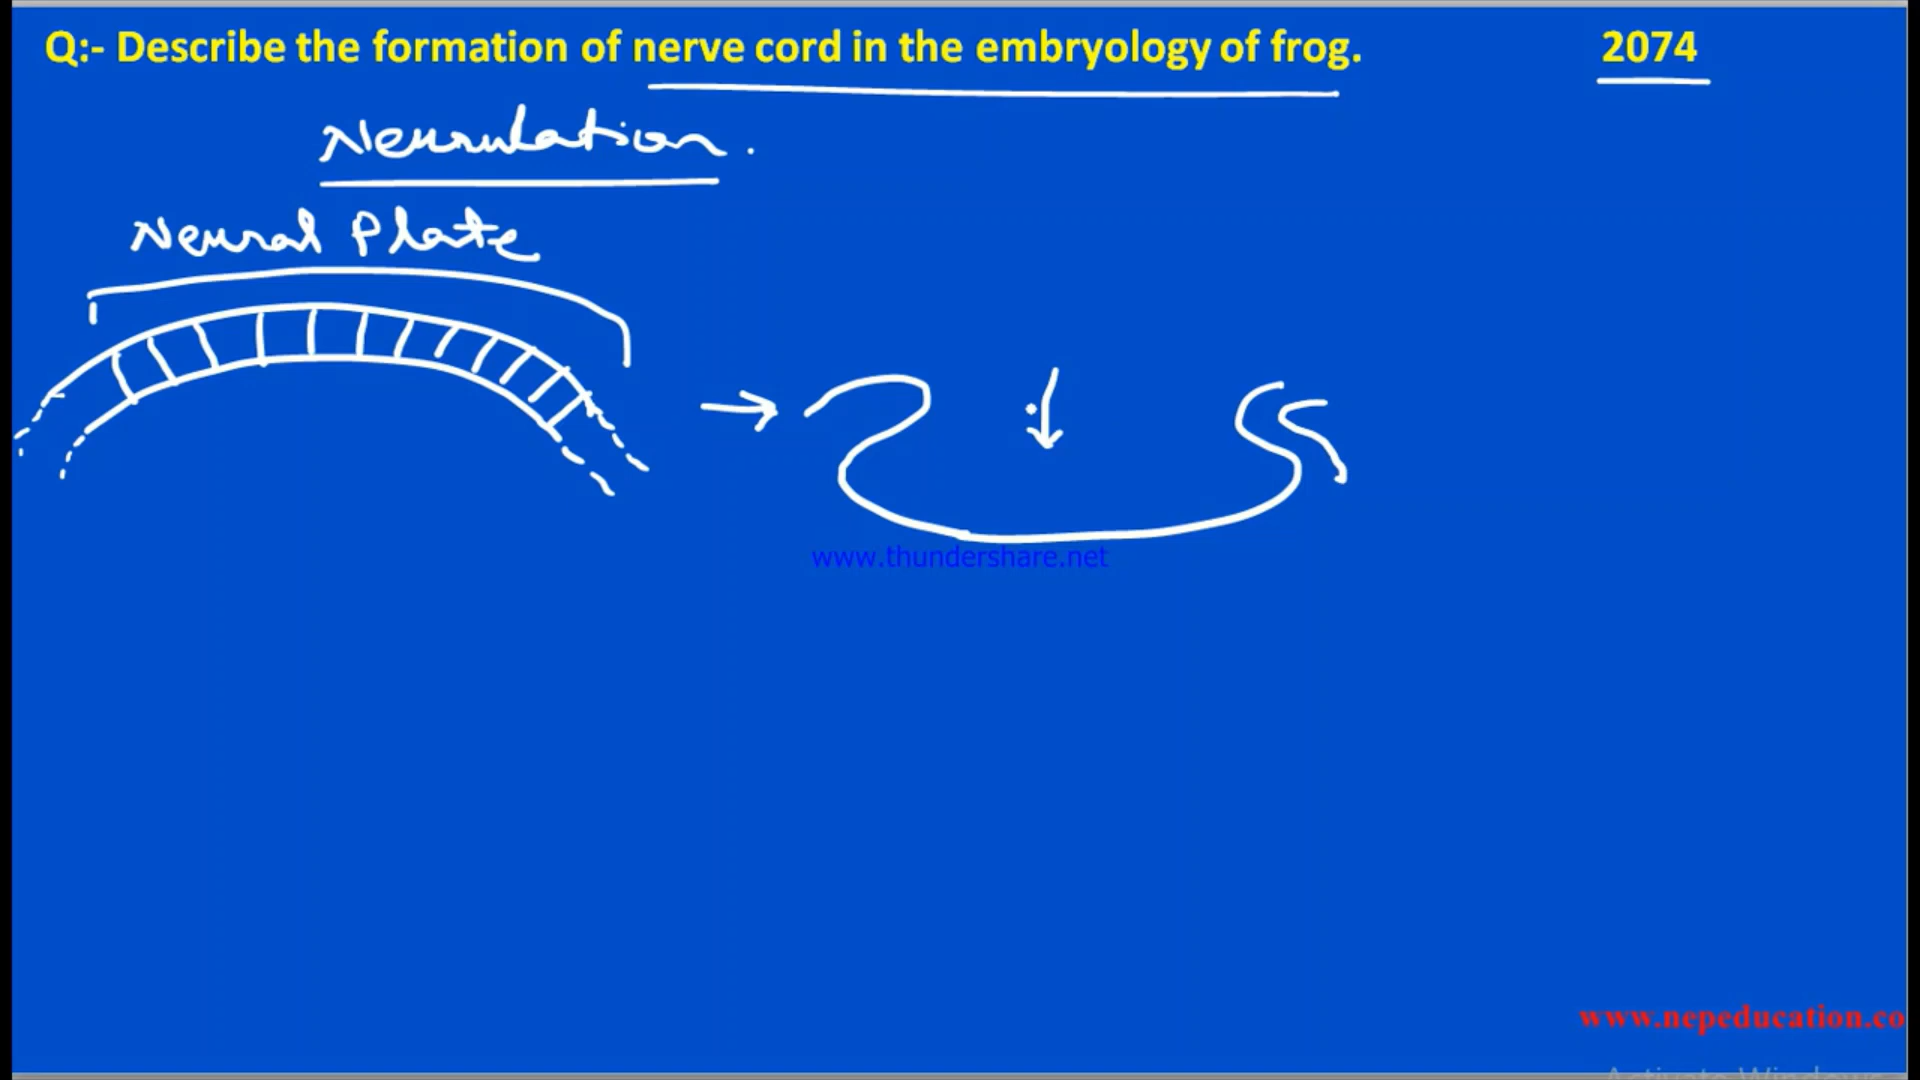 Q:- Describe the formation of nerve cord in the embryology of frog. 2074
Neurulation.
Neural Plate
www.thundershare.net
www.nepeducation.co